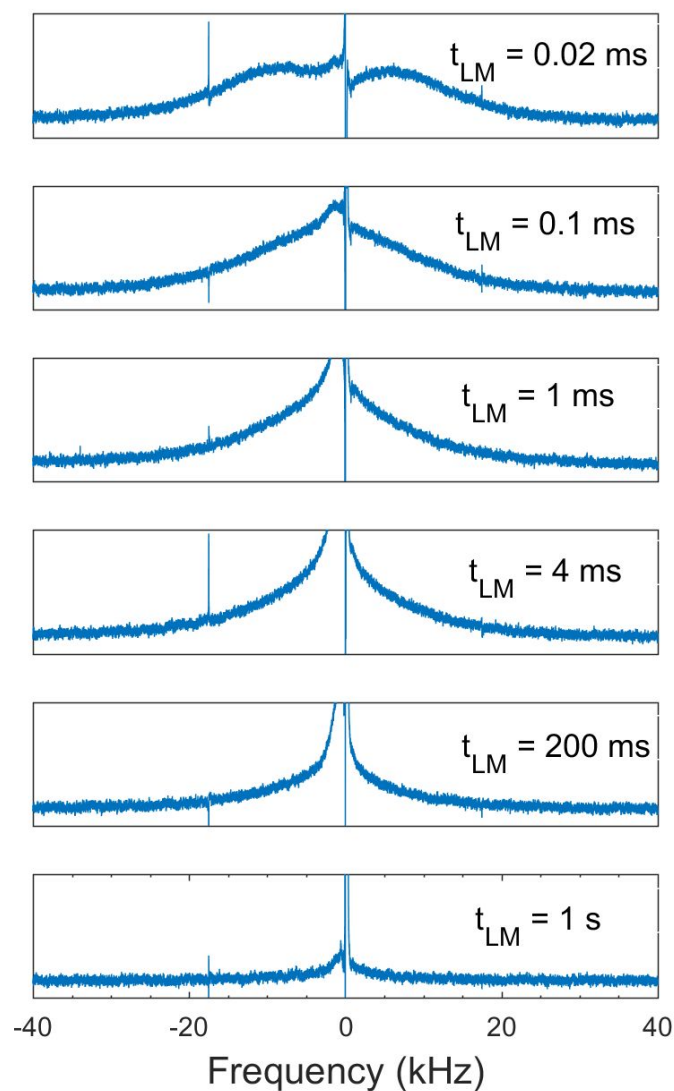 t_LM = 0.02 ms
t_LM = 0.1 ms
t_LM = 1 ms
t_LM = 4 ms
t_LM = 200 ms
t_LM = 1 s
-40 -20 0 20 40
Frequency (kHz)